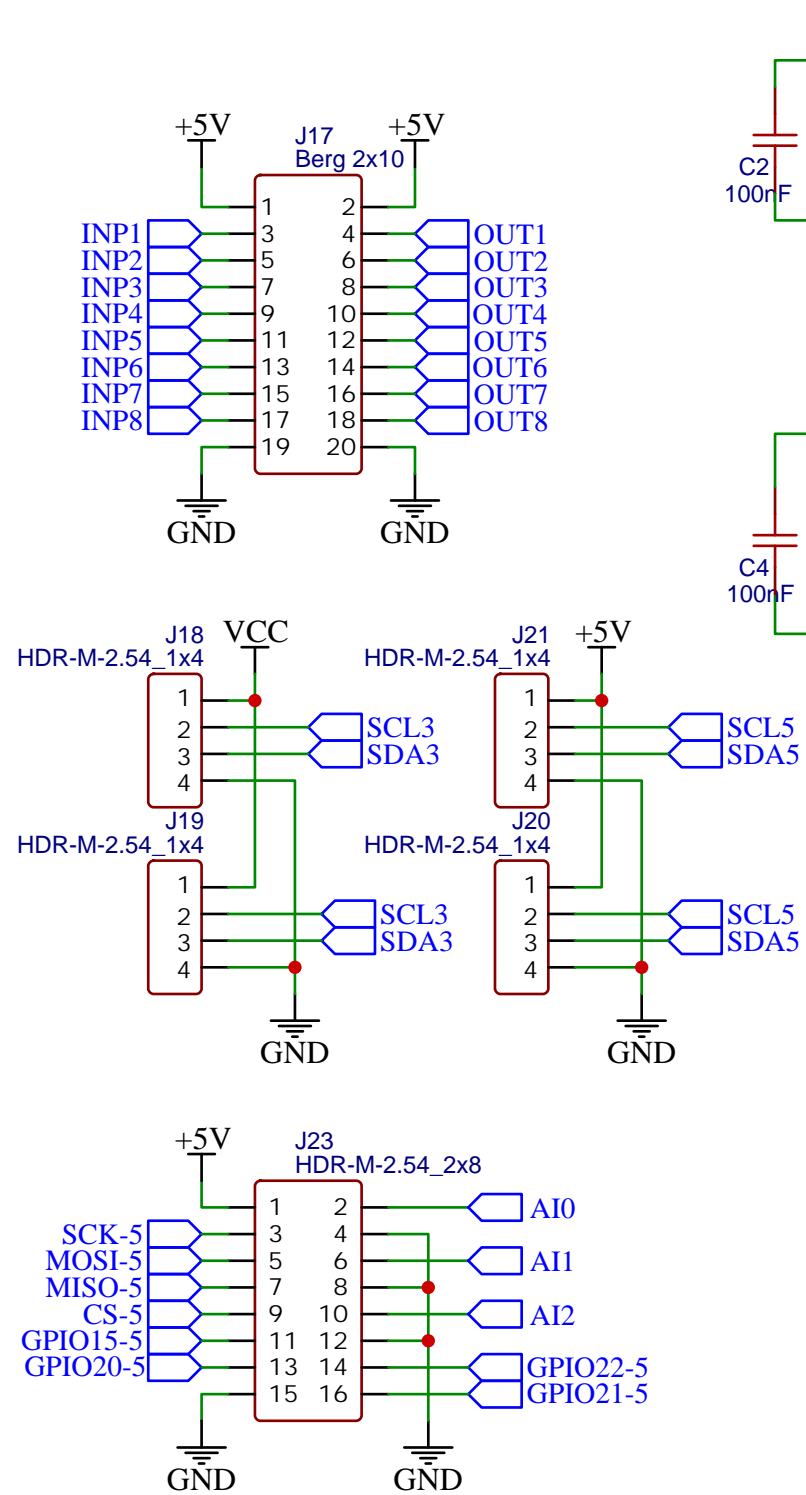 +5V
+5V
J17
Berg 2x10
1 2
INP1 3 4 OUT1
INP2 5 6 OUT2
INP3 7 8 OUT3
INP4 9 10 OUT4
INP5 11 12 OUT5
INP6 13 14 OUT6
INP7 15 16 OUT7
INP8 17 18 OUT8
19 20
GND
GND
C2
100nF
C4
100nF
J18
HDR-M-2.54_1x4
VCC
1
2 SCL3
3 SDA3
4
J19
HDR-M-2.54_1x4
1
2 SCL3
3 SDA3
4
GND
J21
HDR-M-2.54_1x4
+5V
1
2 SCL5
3 SDA5
4
J20
HDR-M-2.54_1x4
1
2 SCL5
3 SDA5
4
GND
+5V
J23
HDR-M-2.54_2x8
1 2 AI0
SCK-5 3 4
MOSI-5 5 6 AI1
MISO-5 7 8
CS-5 9 10 AI2
GPIO15-5 11 12
GPIO20-5 13 14 GPIO22-5
15 16 GPIO21-5
GND
GND